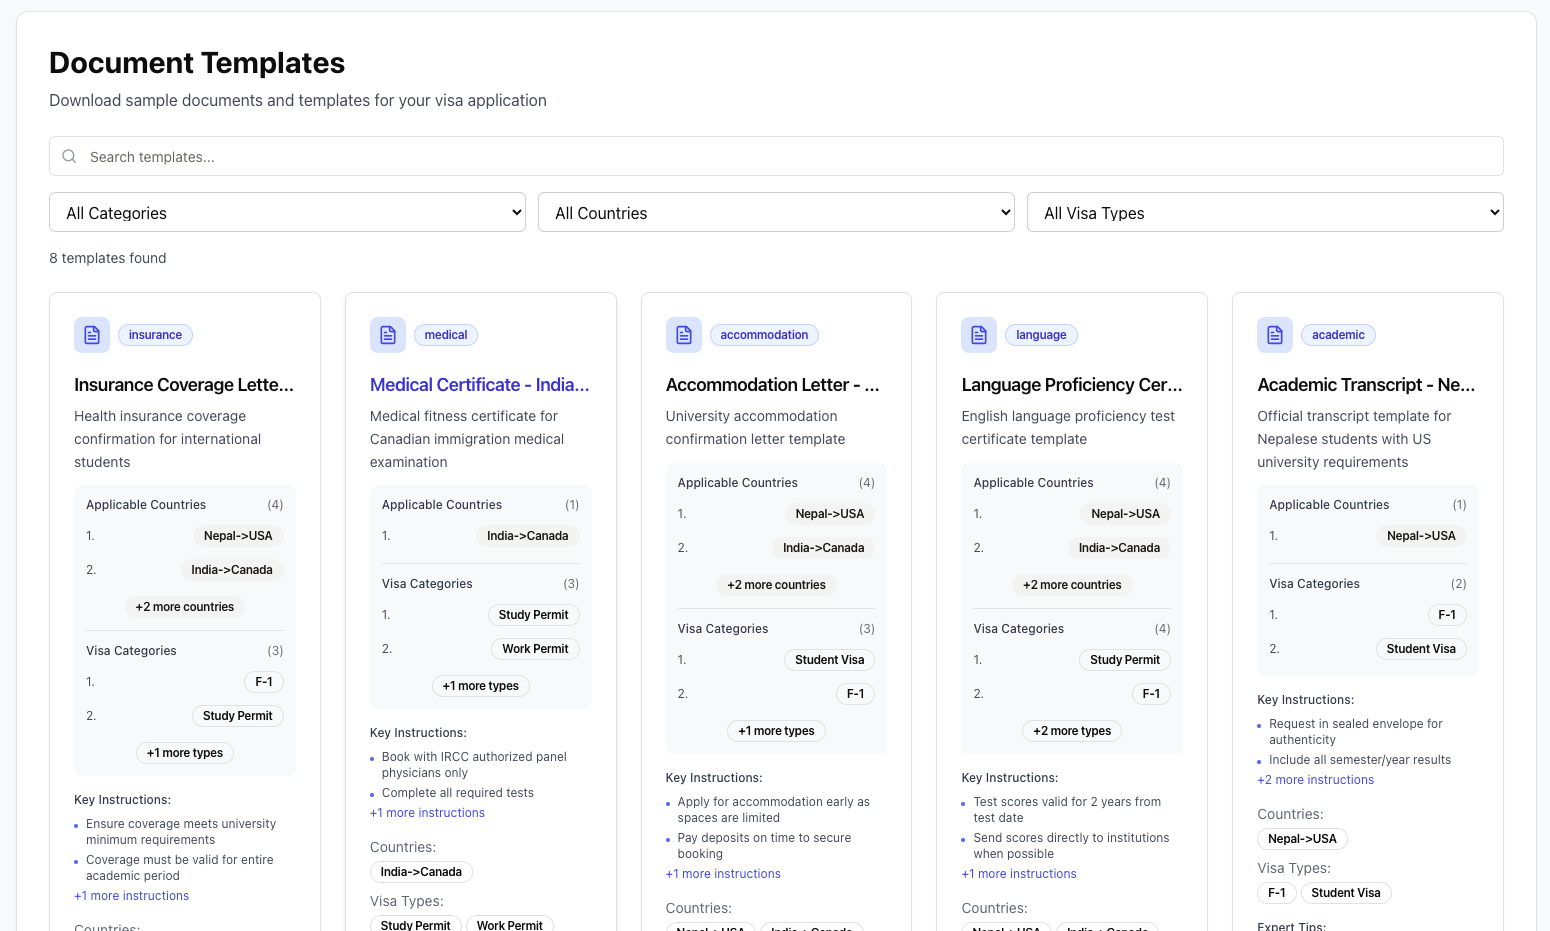 Document Templates
Download sample documents and templates for your visa application
Search templates...
All Categories
All Countries
All Visa Types
8 templates found
insurance
Insurance Coverage Lette...
Health insurance coverage
confirmation for international
students
Applicable Countries (4)
1. Nepal->USA
2. India->Canada
+2 more countries
Visa Categories (3)
1. F-1
2. Study Permit
+1 more types
Key Instructions:
Ensure coverage meets university
minimum requirements
Coverage must be valid for entire
academic period
+1 more instructions
Countries:
medical
Medical Certificate - India...
Medical fitness certificate for
Canadian immigration medical
examination
Applicable Countries (1)
1. India->Canada
Visa Categories (3)
1. Study Permit
2. Work Permit
+1 more types
Key Instructions:
Book with IRCC authorized panel
physicians only
Complete all required tests
+1 more instructions
Countries:
India->Canada
Visa Types:
Study Permit Work Permit
accommodation
Accommodation Letter - ...
University accommodation
confirmation letter template
Applicable Countries (4)
1. Nepal->USA
2. India->Canada
+2 more countries
Visa Categories (3)
1. Student Visa
2. F-1
+1 more types
Key Instructions:
Apply for accommodation early as
spaces are limited
Pay deposits on time to secure
booking
+1 more instructions
Countries:
Nepal->USA India->Canada
language
Language Proficiency Cer...
English language proficiency test
certificate template
Applicable Countries (4)
1. Nepal->USA
2. India->Canada
+2 more countries
Visa Categories (4)
1. Study Permit
2. F-1
+2 more types
Key Instructions:
Test scores valid for 2 years from
test date
Send scores directly to institutions
when possible
+1 more instructions
Countries:
Nepal->USA India->Canada
academic
Academic Transcript - Ne...
Official transcript template for
Nepalese students with US
university requirements
Applicable Countries (1)
1. Nepal->USA
Visa Categories (2)
1. F-1
2. Student Visa
Key Instructions:
Request in sealed envelope for
authenticity
Include all semester/year results
+2 more instructions
Countries:
Nepal->USA
Visa Types:
F-1 Student Visa
Expert Tips: